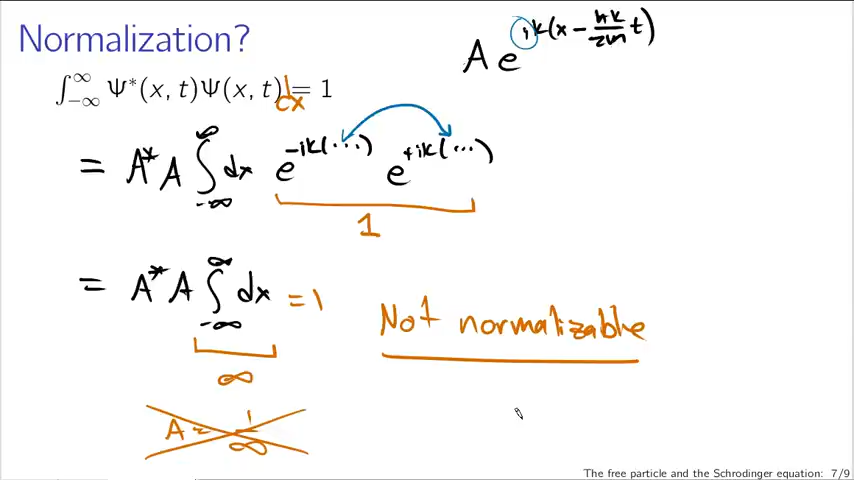 Normalization?
A e^{ik(x - ħk/2m t)}
∫_{-∞}^{∞} Ψ*(x, t)Ψ(x, t) dx = 1
= A* A ∫_{-∞}^{∞} dx e^{-ik(...)} e^{+ik(...)}
1
= A* A ∫_{-∞}^{∞} dx = 1
Not normalizable
∞
A = 1/∞
The free particle and the Schrodinger equation: 7/9